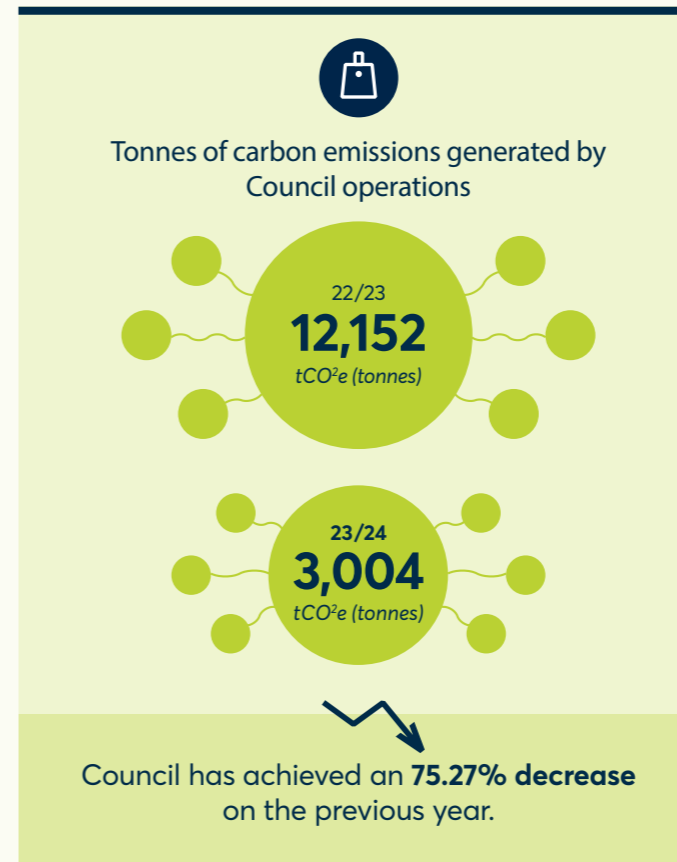 Tonnes of carbon emissions generated by
Council operations
22/23
12,152
tCO²e (tonnes)
23/24
3,004
tCO²e (tonnes)
Council has achieved an 75.27% decrease
on the previous year.